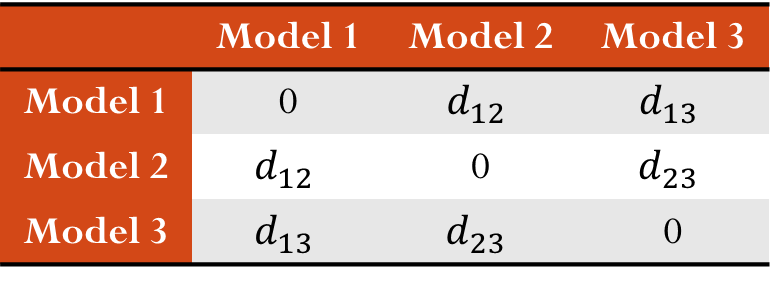 Model 1 Model 2 Model 3
Model 1 0 d₁₂ d₁₃
Model 2 d₁₂ 0 d₂₃
Model 3 d₁₃ d₂₃ 0